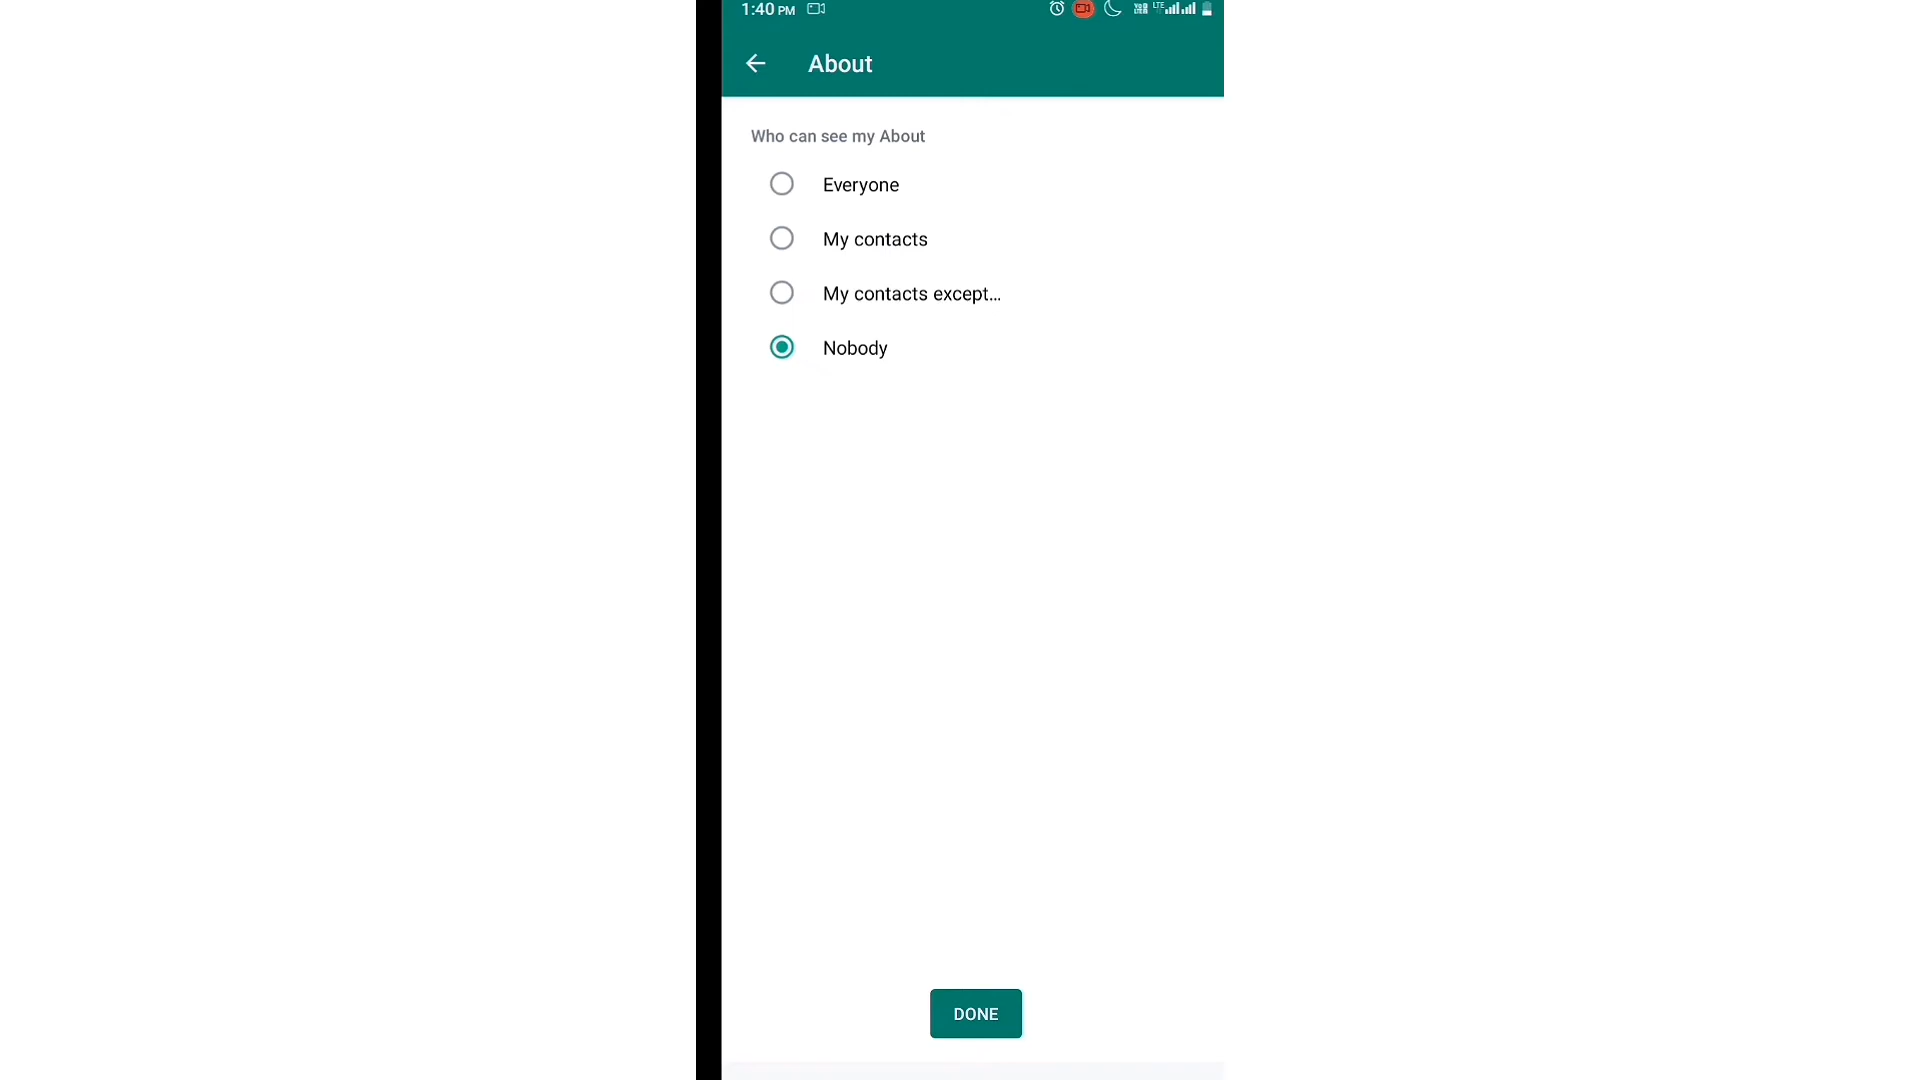 1:40 PM
About
Who can see my About
Everyone
My contacts
My contacts except...
Nobody
DONE